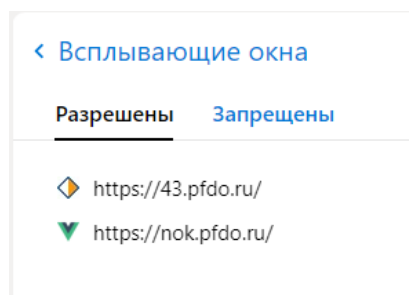 Всплывающие окна
Разрешены Запрещены
https://43.pfdo.ru/
https://nok.pfdo.ru/